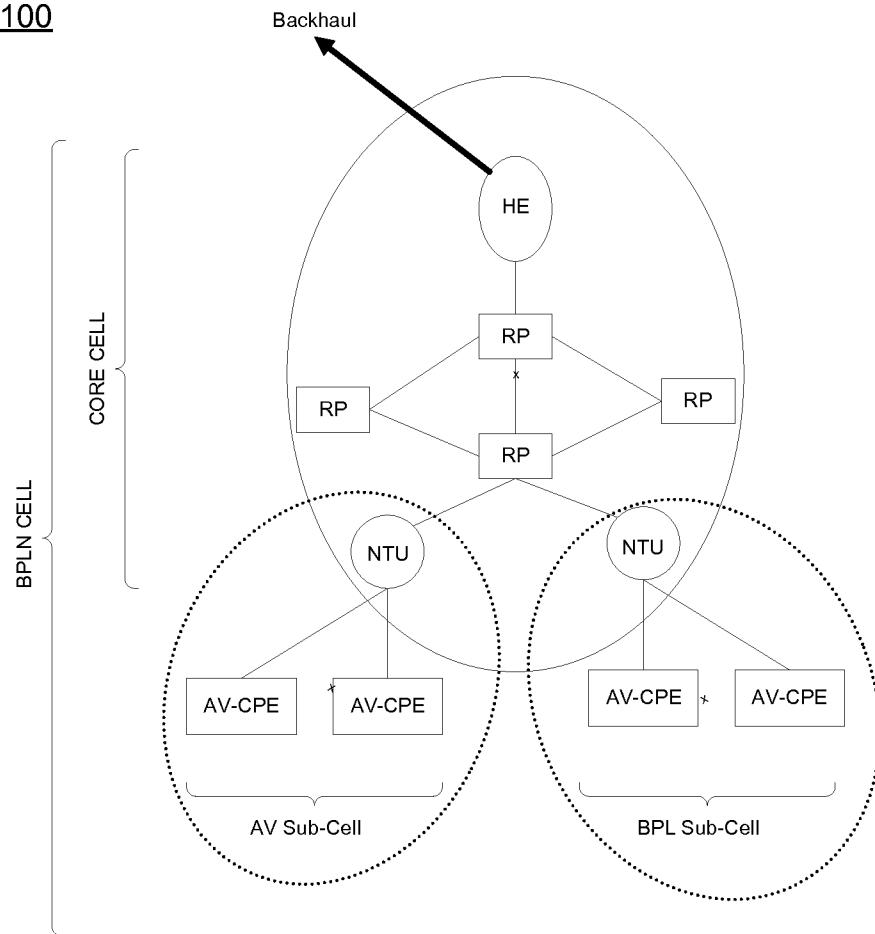 100
Backhaul
HE
RP
x
RP
RP
RP
CORE CELL
BPLN CELL
NTU
NTU
AV-CPE
x
AV-CPE
AV-CPE
x
AV-CPE
AV Sub-Cell
BPL Sub-Cell